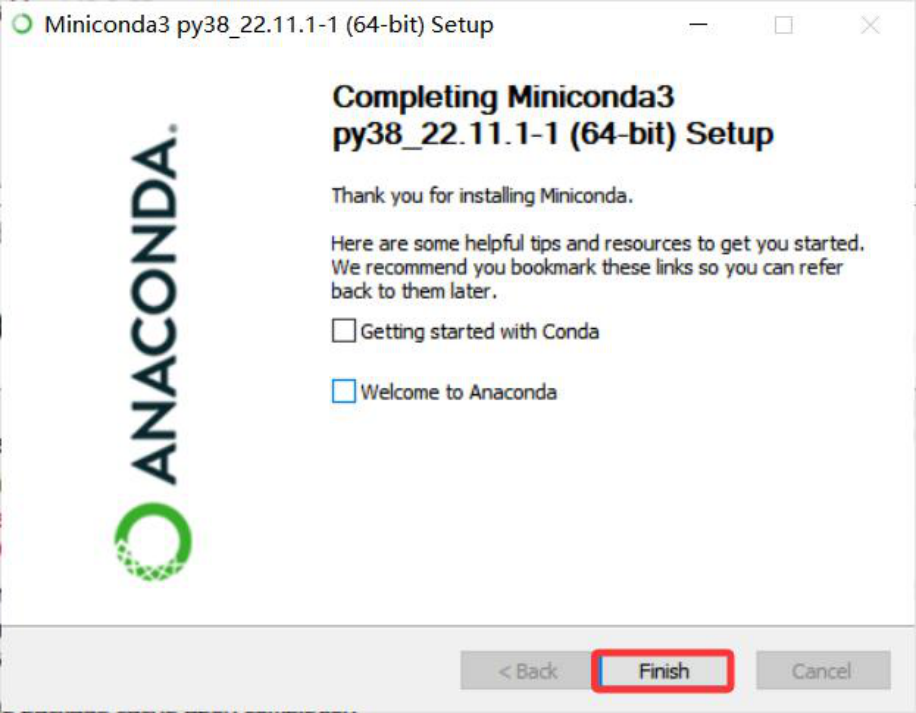 Miniconda3 py38_22.11.1-1 (64-bit) Setup
Completing Miniconda3
py38_22.11.1-1 (64-bit) Setup
Thank you for installing Miniconda.
Here are some helpful tips and resources to get you started.
We recommend you bookmark these links so you can refer
back to them later.
Getting started with Conda
Welcome to Anaconda
ANACONDA.
< Back
Finish
Cancel